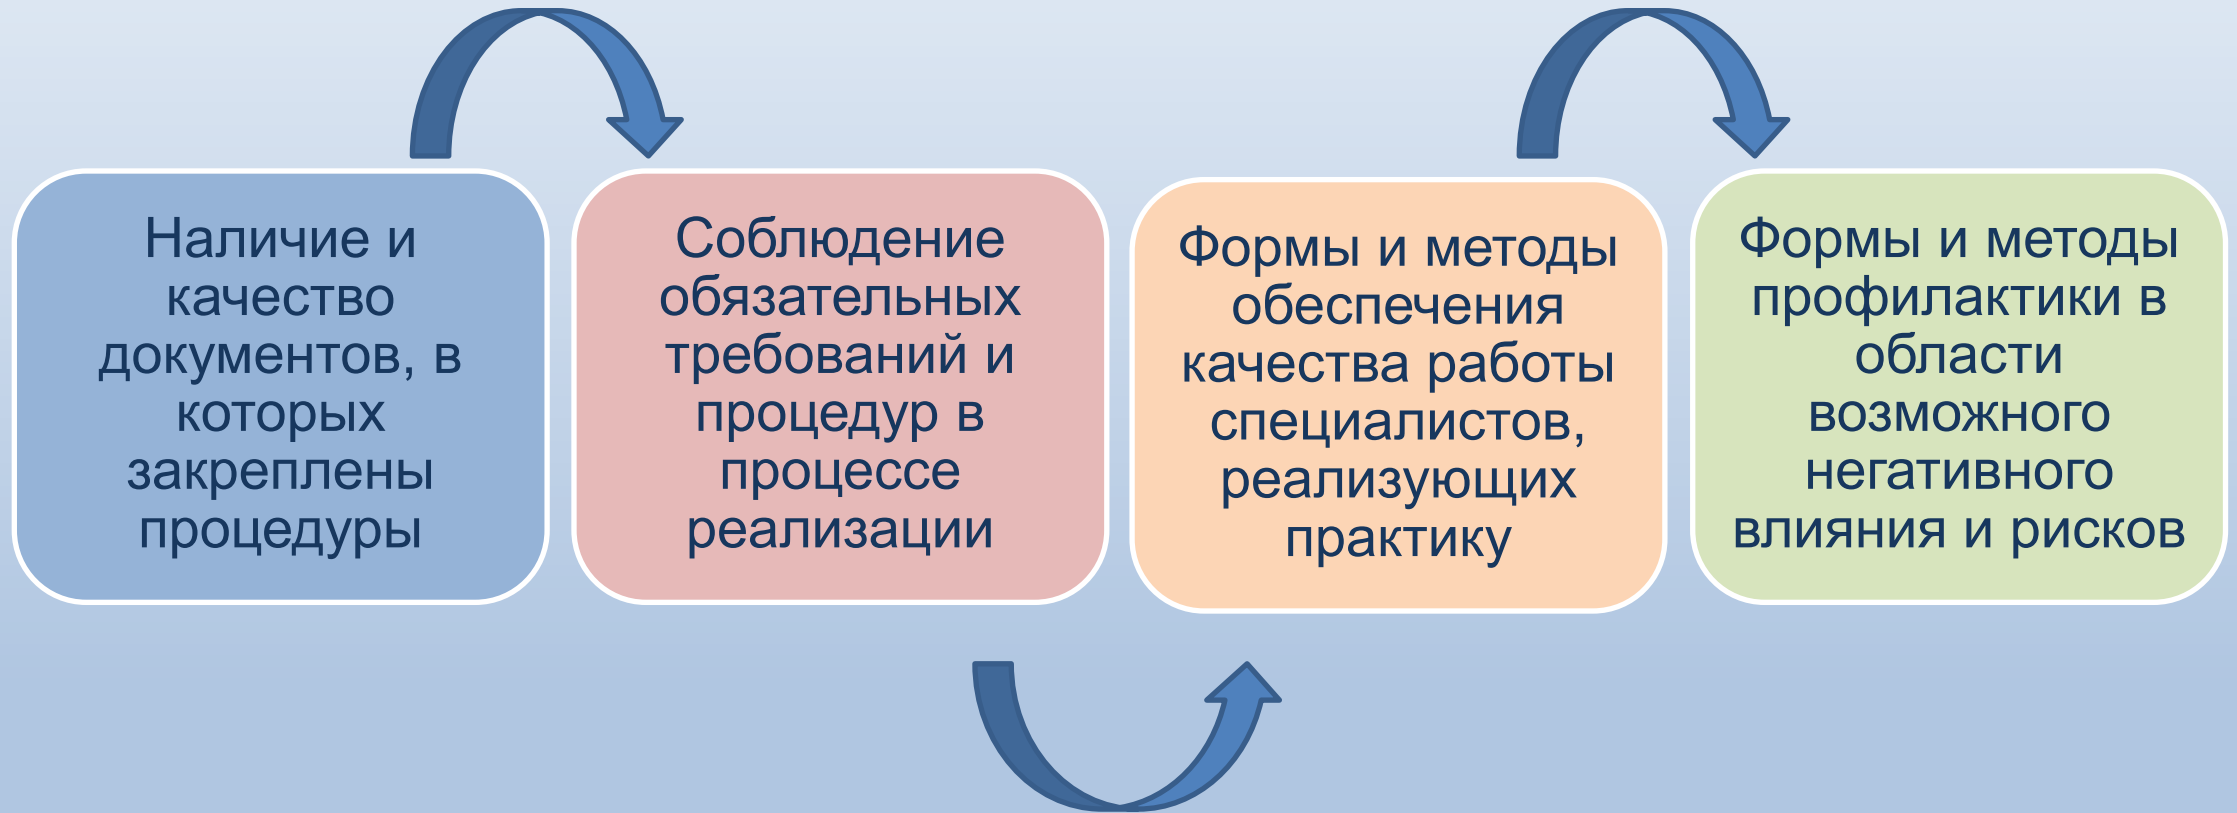 Наличие и
качество
документов, в
которых
закреплены
процедуры
Соблюдение
обязательных
требований и
процедур в
процессе
реализации
Формы и методы
обеспечения
качества работы
специалистов,
реализующих
практику
Формы и методы
профилактики в
области
возможного
негативного
влияния и рисков